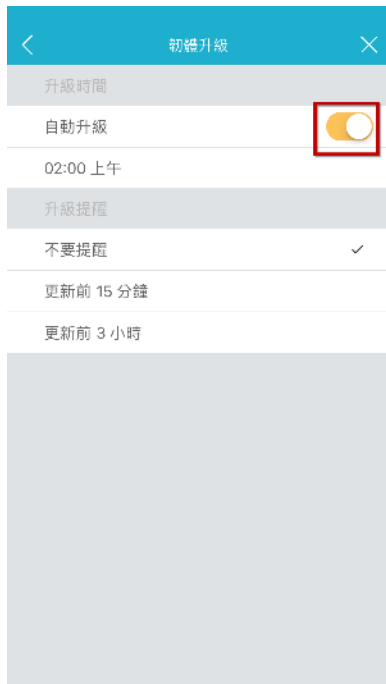 韌體升級
升級時間
自動升級
02:00 上午
升級提醒
不要提醒
更新前 15 分鐘
更新前 3 小時